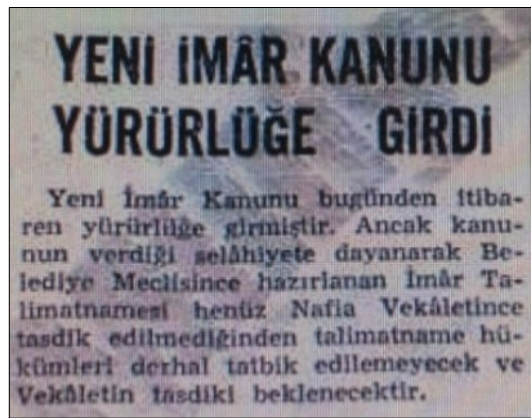 YENİ İMÂR KANUNU
YÜRÜRLÜĞE GİRDİ
Yeni İmâr Kanunu bugünden itiba-
ren yürürlüğe girmiştir. Ancak kanu-
nun verdiği selâhiyete dayanarak Be-
lediye Meclisince hazırlanan İmâr Ta-
limatnamesi henüz Nafia Vekâletince
tasdik edilmediğinden talimatname hü-
kümleri derhal tatbik edilemeyecek ve
Vekâletin tasdiki beklenecektir.